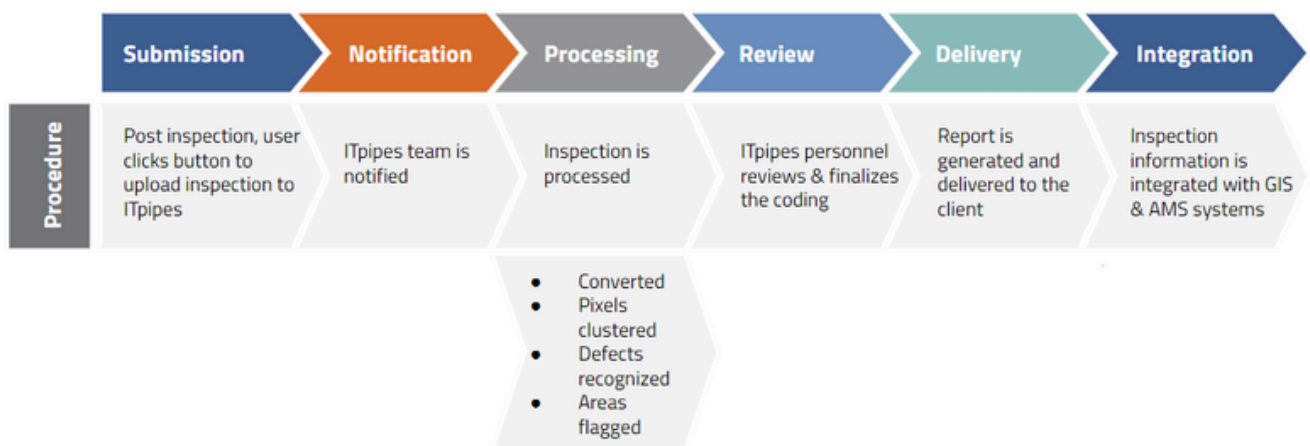 Submission
Notification
Processing
Review
Delivery
Integration
Procedure
Post inspection, user
clicks button to
upload inspection to
ITpipes
ITpipes team is
notified
Inspection is
processed
ITpipes personnel
reviews & finalizes
the coding
Report is
generated and
delivered to the
client
Inspection
information is
integrated with GIS
& AMS systems
● Converted
● Pixels
clustered
● Defects
recognized
● Areas
flagged